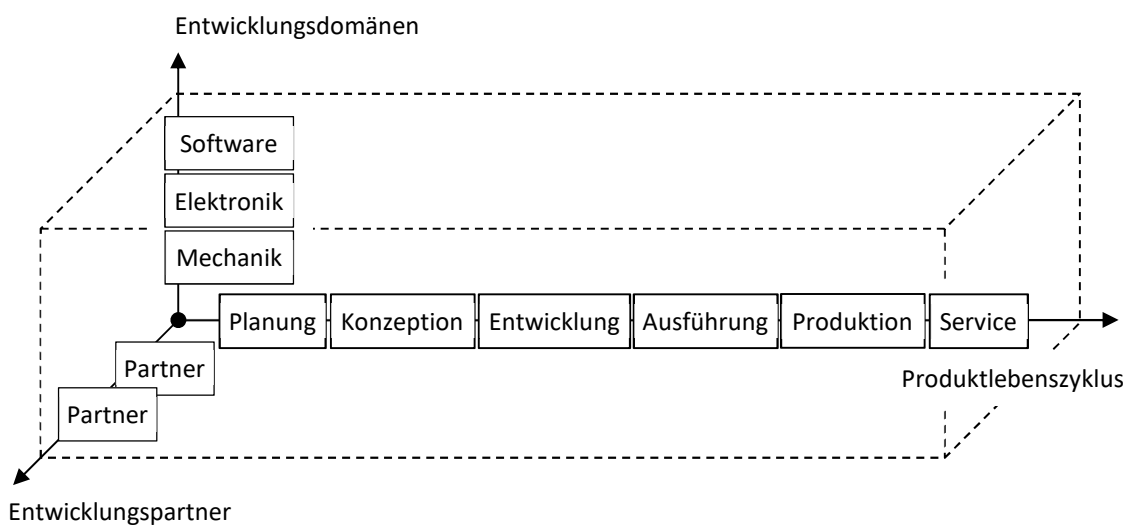 Entwicklungsdomänen
Software
Elektronik
Mechanik
Planung Konzeption Entwicklung Ausführung Produktion Service
Partner
Produktlebenszyklus
Partner
Entwicklungspartner